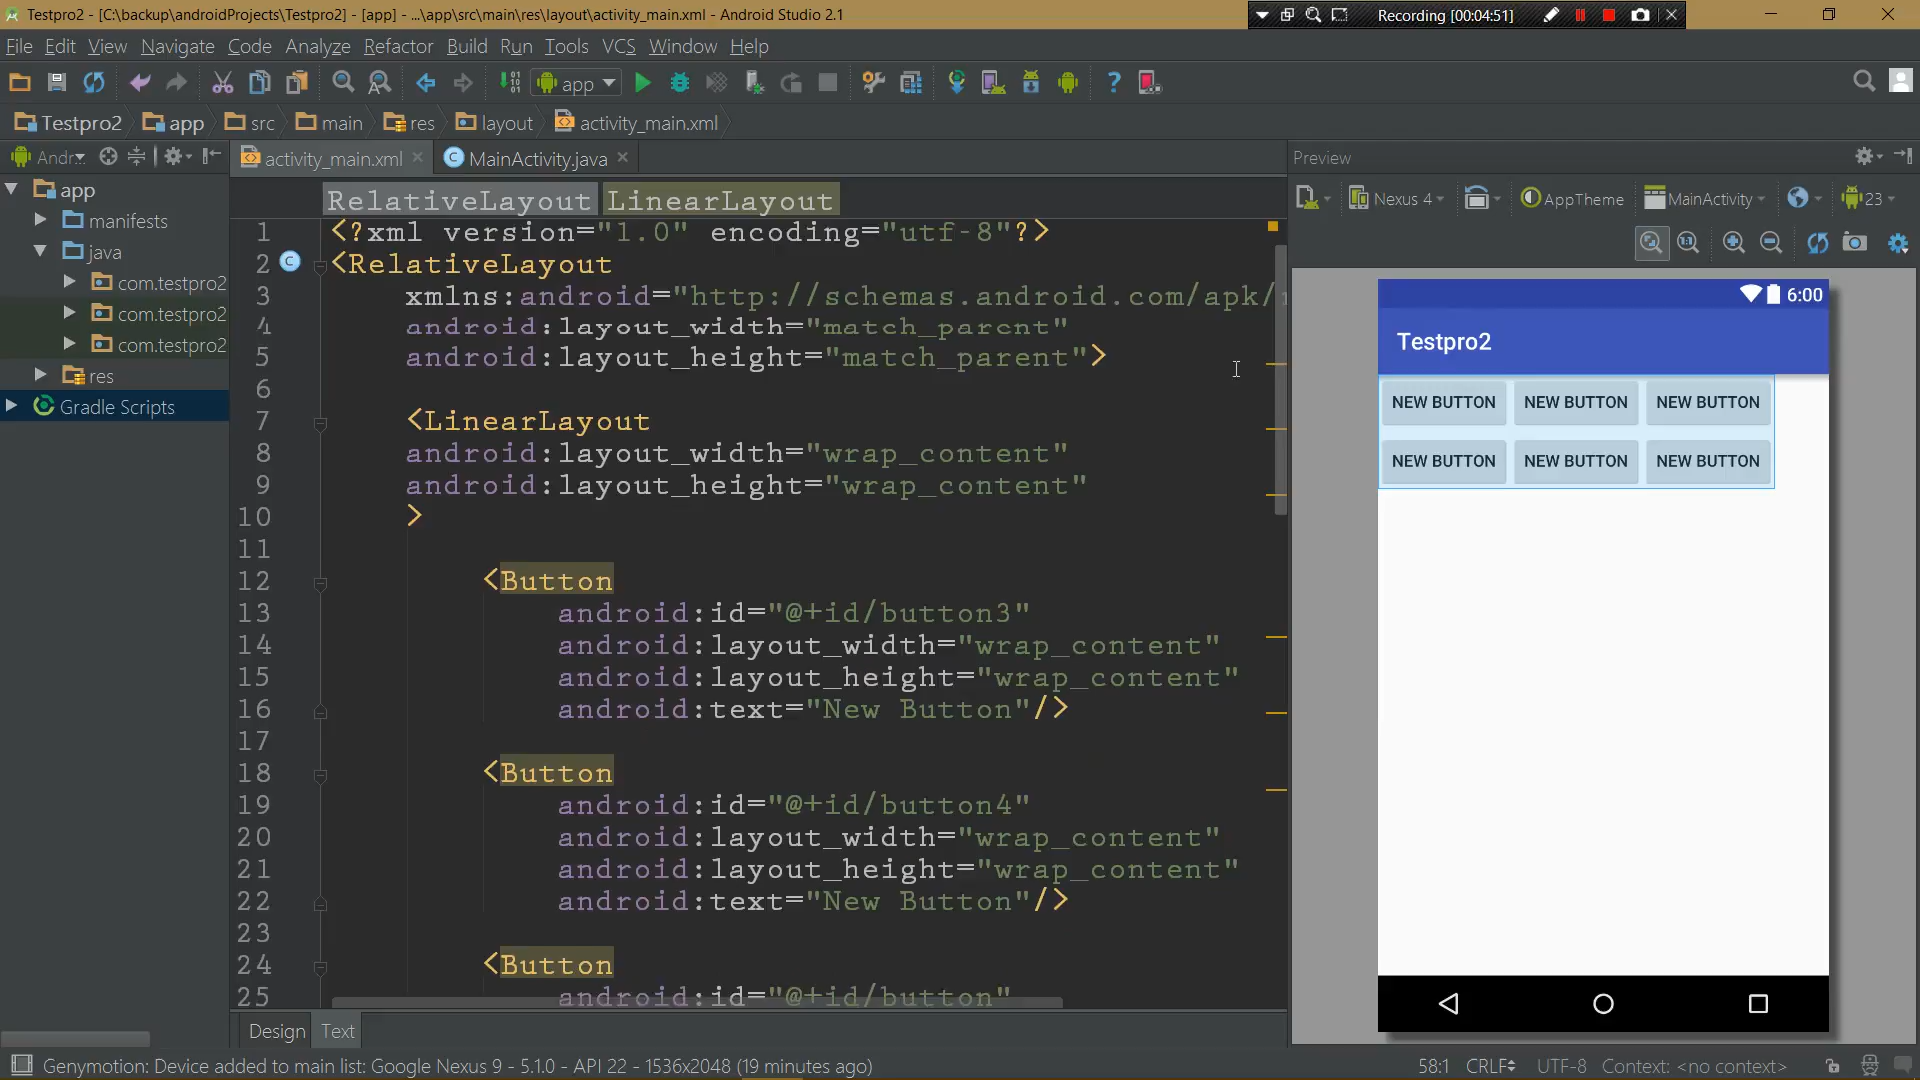 Testpro2 - [C:\backup\androidProjects\Testpro2] - [app] - ...\app\src\main\res\layout\activity_main.xml - Android Studio 2.1
Recording [00:04:51]
File Edit View Navigate Code Analyze Refactor Build Run Tools VCS Window Help
app
Testpro2 app src main res layout activity_main.xml
Andr
activity_main.xml MainActivity.java
Preview
app
manifests
java
com.testpro2
com.testpro2
com.testpro2
res
Gradle Scripts
RelativeLayout LinearLayout
1 <?xml version="1.0" encoding="utf-8"?>
2 <RelativeLayout
3 xmlns:android="http://schemas.android.com/apk/
4 android:layout_width="match_parent"
5 android:layout_height="match_parent">
6
7 <LinearLayout
8 android:layout_width="wrap_content"
9 android:layout_height="wrap_content"
10 >
11
12 <Button
13 android:id="@+id/button3"
14 android:layout_width="wrap_content"
15 android:layout_height="wrap_content"
16 android:text="New Button"/>
17
18 <Button
19 android:id="@+id/button4"
20 android:layout_width="wrap_content"
21 android:layout_height="wrap_content"
22 android:text="New Button"/>
23
24 <Button
25 android:id="@+id/button"
Design Text
Nexus 4 AppTheme MainActivity 23
6:00
Testpro2
NEW BUTTON NEW BUTTON NEW BUTTON
NEW BUTTON NEW BUTTON NEW BUTTON
Genymotion: Device added to main list: Google Nexus 9 - 5.1.0 - API 22 - 1536x2048 (19 minutes ago)
58:1 CRLF UTF-8 Context: <no context>